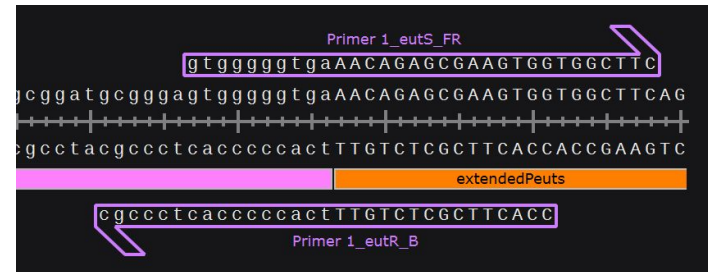 Primer 1_eutS_FR
gtgggggtgaAACAGAGCGAAGTGGTGGCTTC
gcggatgcgggagtgggggtgaAACAGAGCGAAGTGGTGGCTTCAG
cgcctacgccctcacccccactTTGTCTCGCTTCACCACCGAAGTC
extendedPeuts
cgccctcacccccactTTGTCTCGCTTCACC
Primer 1_eutR_B